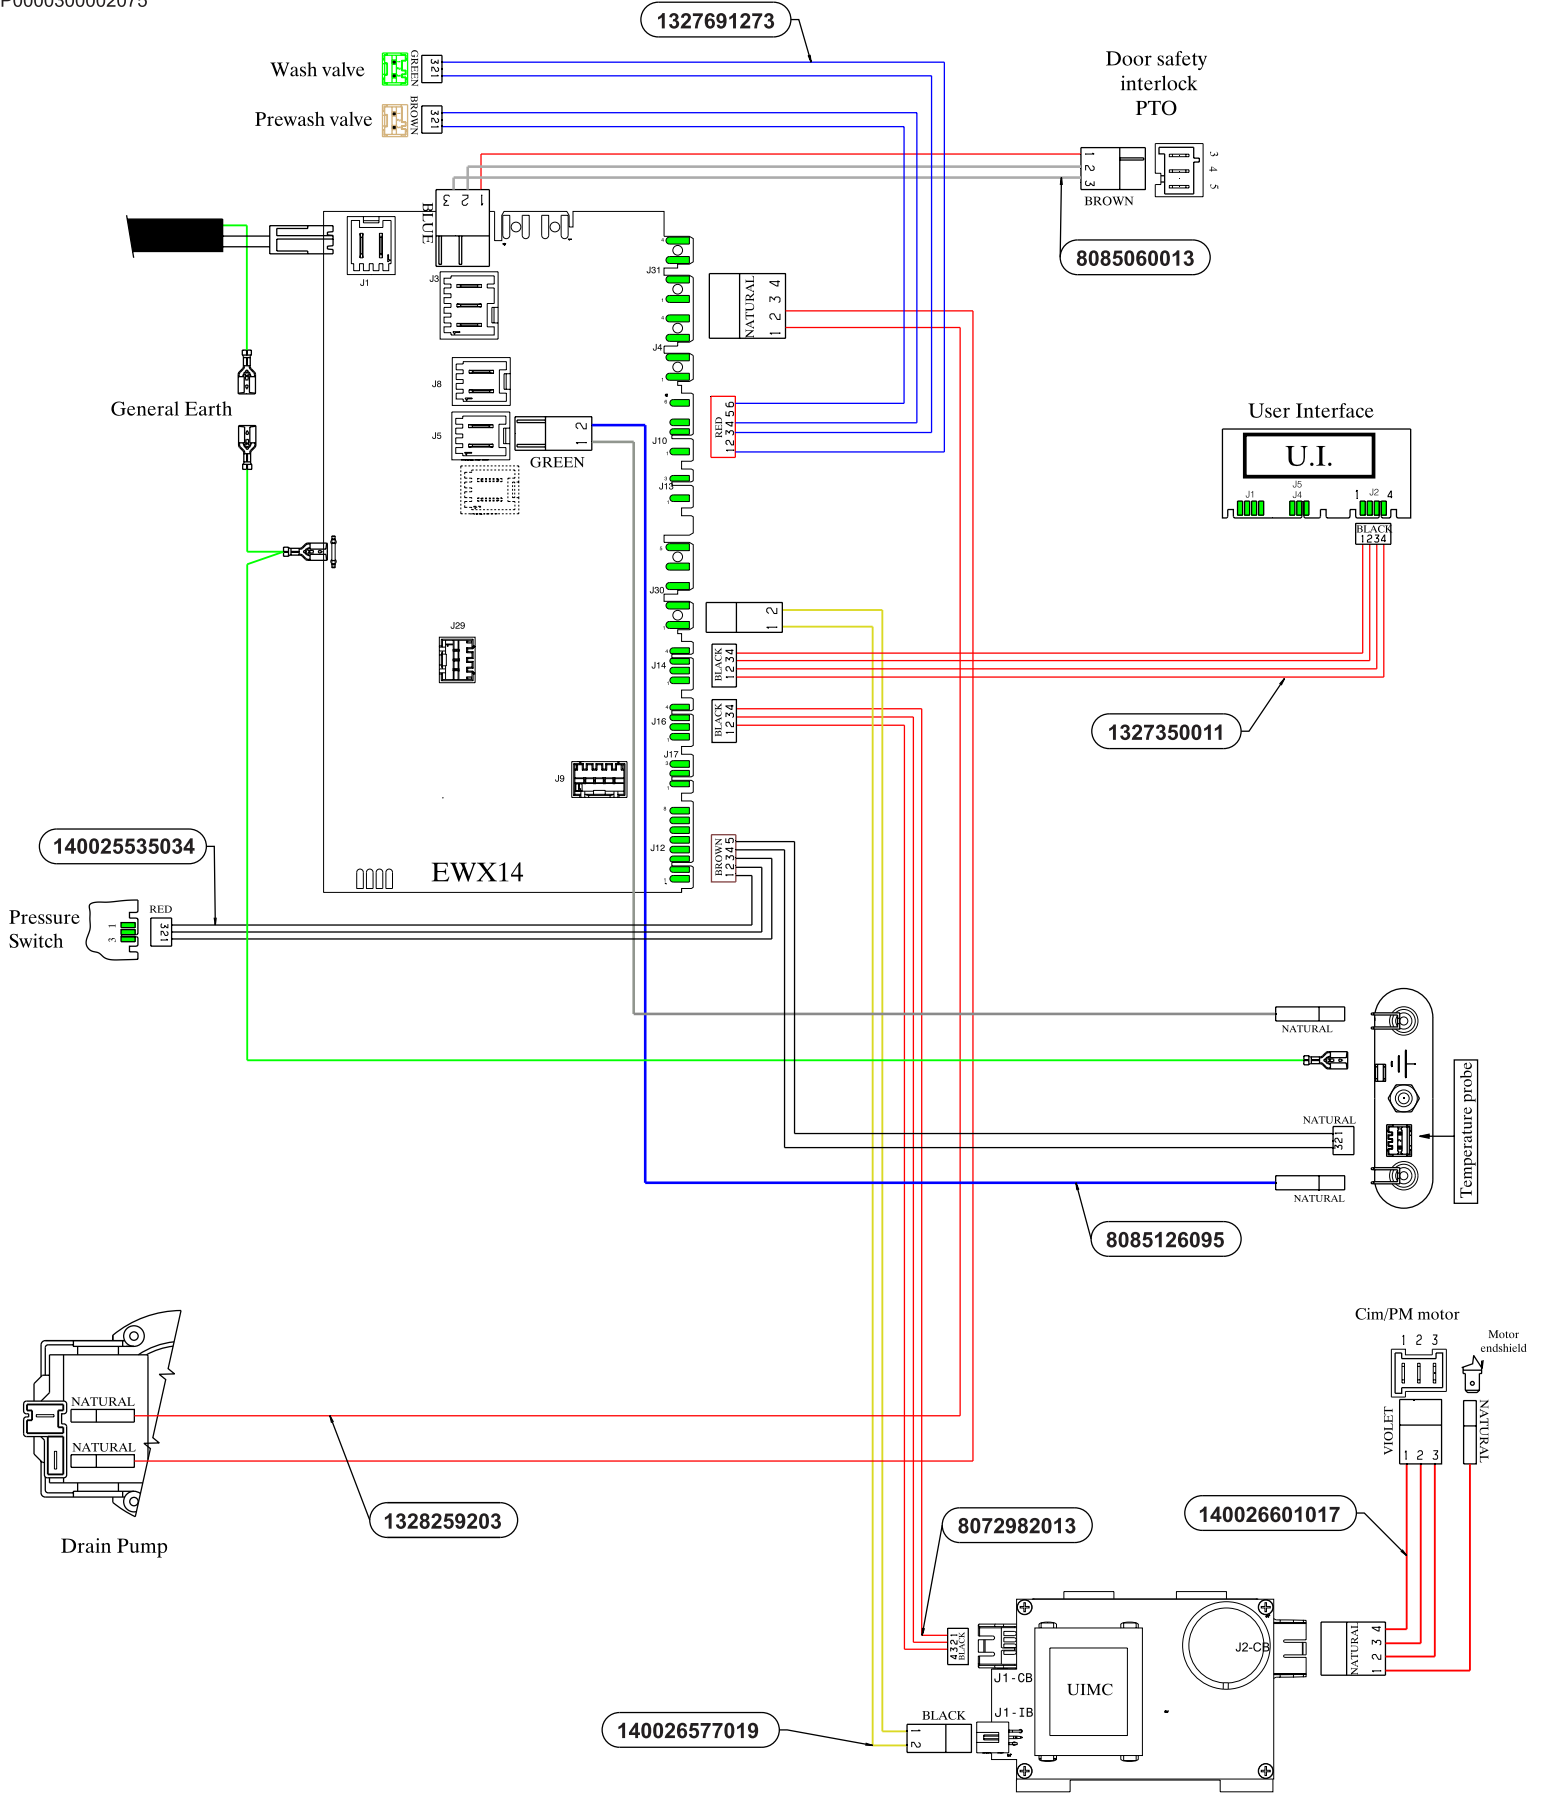 P0000300002075
1327691273
Wash valve
GREEN
321
Prewash valve
BROWN
321
Door safety
interlock
PTO
1
2
3
BROWN
3 4 5
8085060013
BLUE
3 2 1
J1
J3
J8
J5
1 2
GREEN
J31
J4
J10
J13
J30
J14
J16
J17
J12
J29
J9
EWX14
NATURAL
1 2 3 4
RED
1 2 3 4 5 6
1 2
BLACK
1 2 3 4
BLACK
1 2 3 4
BROWN
1 2 3 4 5
General Earth
User Interface
U.I.
J1
J5
J4
1 J2 4
BLACK
1234
1327350011
140025535034
Pressure
Switch
1
3
RED
321
NATURAL
NATURAL
321
NATURAL
Temperature probe
8085126095
NATURAL
NATURAL
Drain Pump
1328259203
Cim/PM motor
1 2 3
Motor
endshield
VIOLET
1 2 3
NATURAL
140026601017
8072982013
4321
BLACK
J1-CB
J2-CB
UIMC
J1-IB
NATURAL
1 2 3 4
BLACK
1
2
140026577019